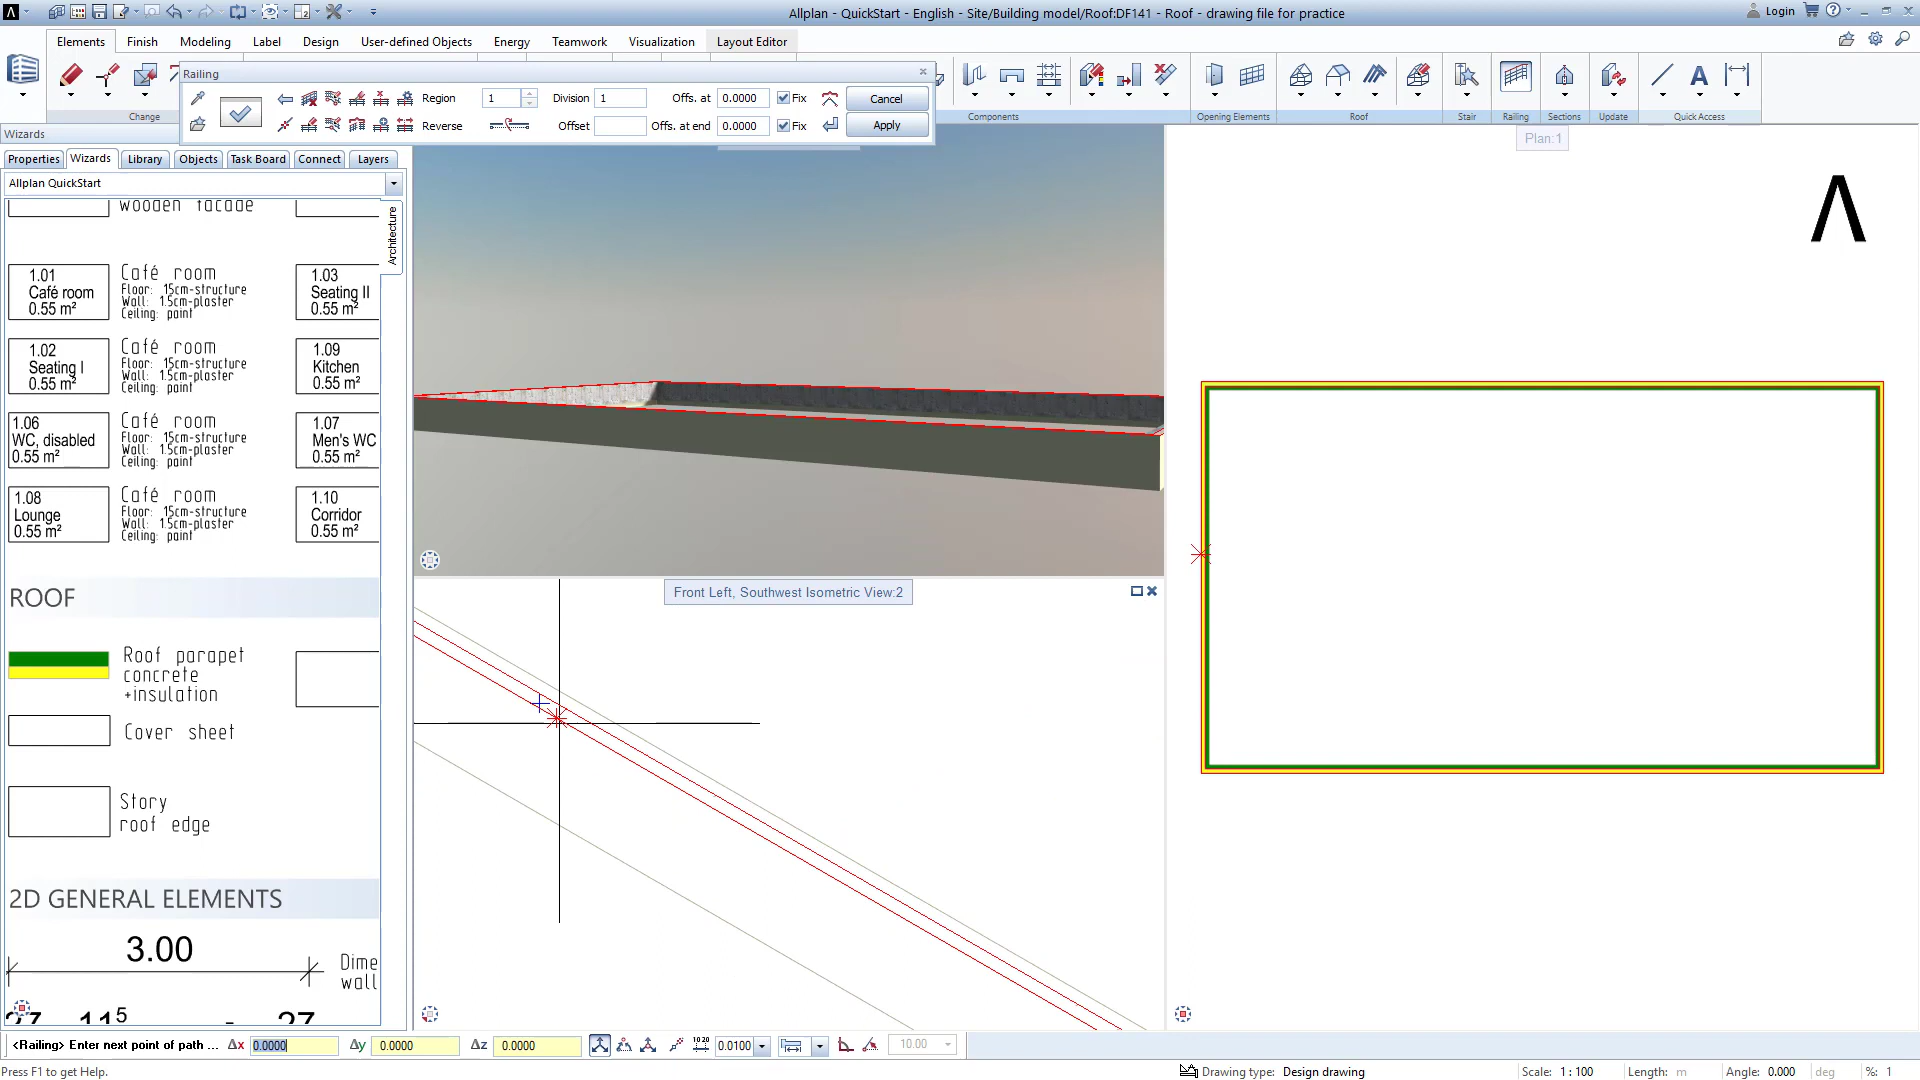 Allplan - QuickStart - English - Site/Building model/Roof:DF141 - Roof - drawing file for practice
Login
Elements
Finish
Modeling
Label
Design
User-defined Objects
Energy
Teamwork
Visualization
Layout Editor
Railing
Region
1
Division
1
Offs. at
0.0000
Fix
Cancel
Reverse
Offset
Offs. at end
0.0000
Fix
Apply
Change
Components
Opening Elements
Roof
Stair
Railing
Sections
Update
Quick Access
Wizards
Plan:1
Properties
Wizards
Library
Objects
Task Board
Connect
Layers
Allplan QuickStart
Architecture
wooden facade
1.01
Café room
0.55 m²
Café room
Floor: 15cm-structure
Wall: 1.5cm-plaster
Ceiling: paint
1.03
Seating II
0.55 m²
1.02
Seating I
0.55 m²
Café room
Floor: 15cm-structure
Wall: 1.5cm-plaster
Ceiling: paint
1.09
Kitchen
0.55 m²
1.06
WC, disabled
0.55 m²
Café room
Floor: 15cm-structure
Wall: 1.5cm-plaster
Ceiling: paint
1.07
Men's WC
0.55 m²
1.08
Lounge
0.55 m²
Café room
Floor: 15cm-structure
Wall: 1.5cm-plaster
Ceiling: paint
1.10
Corridor
0.55 m²
ROOF
Roof parapet
concrete
+insulation
Cover sheet
Story
roof edge
2D GENERAL ELEMENTS
3.00
Dime
wall
27 11⁵ - 27
Front Left, Southwest Isometric View:2
<Railing> Enter next point of path ...
Δx
0.0000
Δy
0.0000
Δz
0.0000
1020
0.0100
10.00
Press F1 to get Help.
Drawing type:
Design drawing
Scale:
1 : 100
Length:
m
Angle:
0.000
deg
%:
1